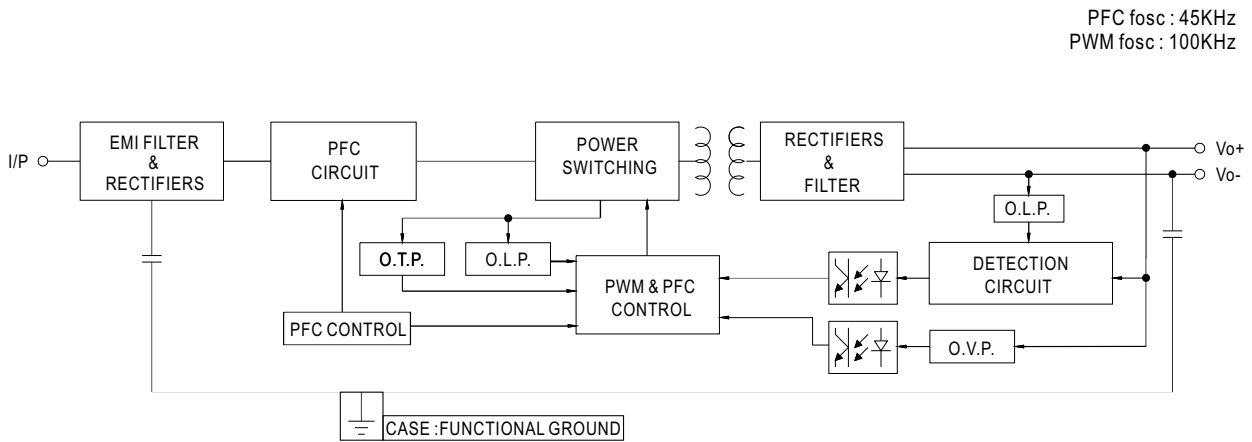 PFC fosc : 45KHz
PWM fosc : 100KHz
I/P
EMI FILTER
&
RECTIFIERS
PFC
CIRCUIT
POWER
SWITCHING
RECTIFIERS
&
FILTER
Vo+
Vo-
O.L.P.
O.T.P.
O.L.P.
PWM & PFC
CONTROL
DETECTION
CIRCUIT
PFC CONTROL
O.V.P.
CASE : FUNCTIONAL GROUND